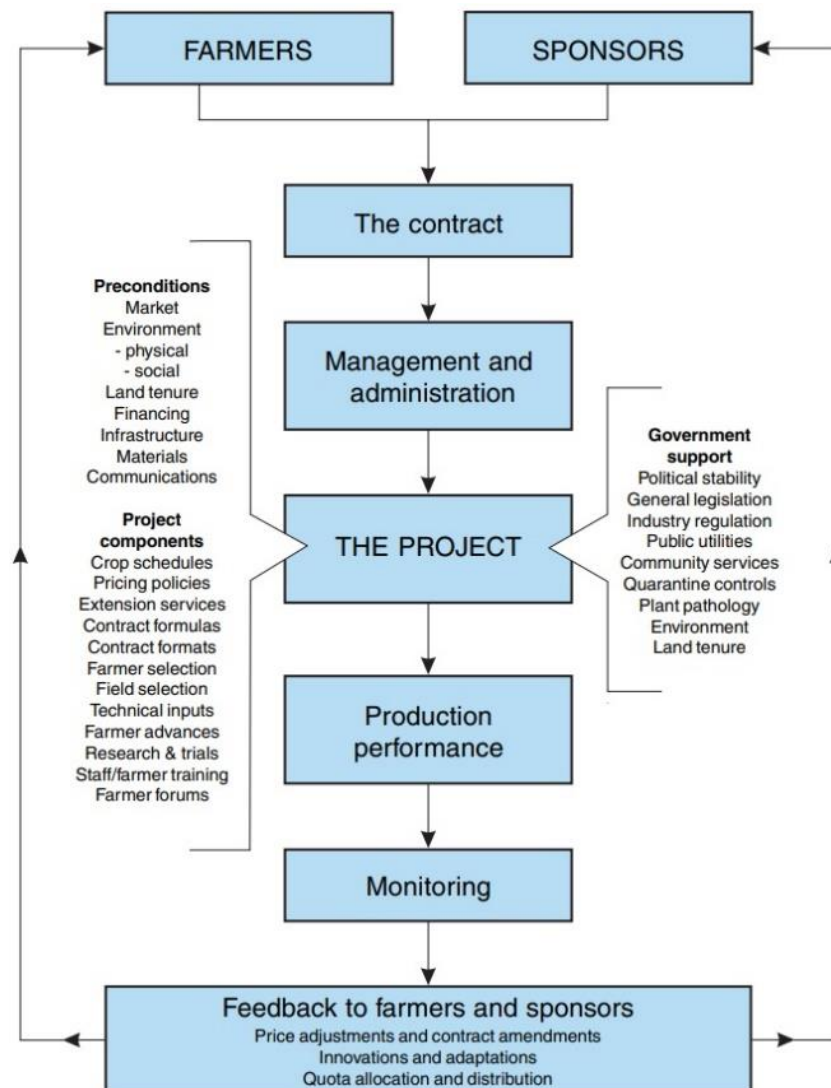 FARMERS
SPONSORS
The contract
Preconditions
Market
Environment
- physical
- social
Land tenure
Financing
Infrastructure
Materials
Communications
Project
components
Crop schedules
Pricing policies
Extension services
Contract formulas
Contract formats
Farmer selection
Field selection
Technical inputs
Farmer advances
Research & trials
Staff/farmer training
Farmer forums
Management and
administration
THE PROJECT
Government
support
Political stability
General legislation
Industry regulation
Public utilities
Community services
Quarantine controls
Plant pathology
Environment
Land tenure
Production
performance
Monitoring
Feedback to farmers and sponsors
Price adjustments and contract amendments
Innovations and adaptations
Quota allocation and distribution